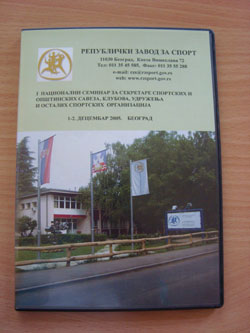 РЕПУБЛИЧКИ ЗАВОД ЗА СПОРТ
11030 Београд, Кнеза Вишеслава 72
Тел: 011 35 45 585, Факс: 011 35 55 288
e-mail: rzs@rzsport.gov.rs
web: www.rzsport.gov.rs
I НАЦИОНАЛНИ СЕМИНАР ЗА СЕКРЕТАРЕ СПОРТСКИХ И
ОПШТИНСКИХ САВЕЗА, КЛУБОВА, УДРУЖЕЊА
И ОСТАЛИХ СПОРТСКИХ ОРГАНИЗАЦИЈА
1-2. ДЕЦЕМБАР 2005. БЕОГРАД